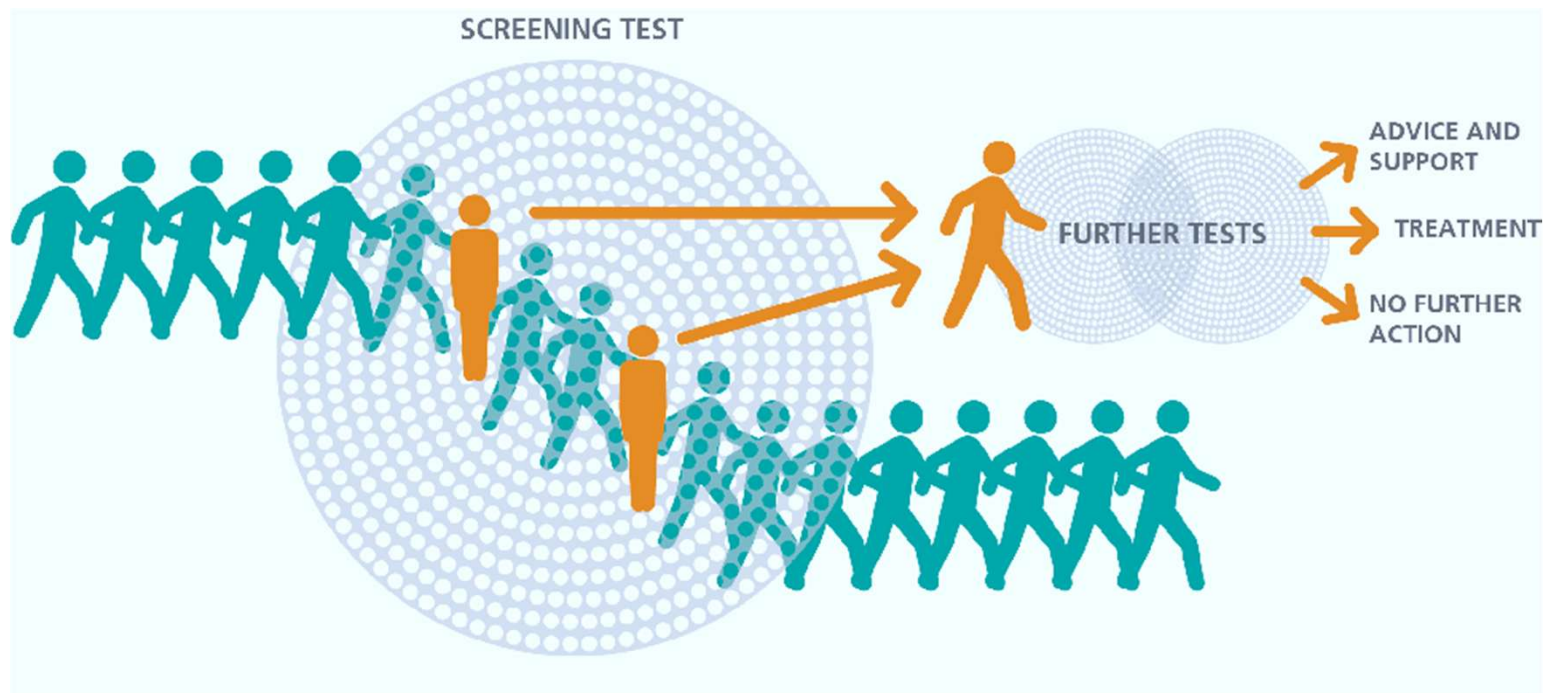 SCREENING TEST
FURTHER TESTS
ADVICE AND
SUPPORT
TREATMENT
NO FURTHER
ACTION